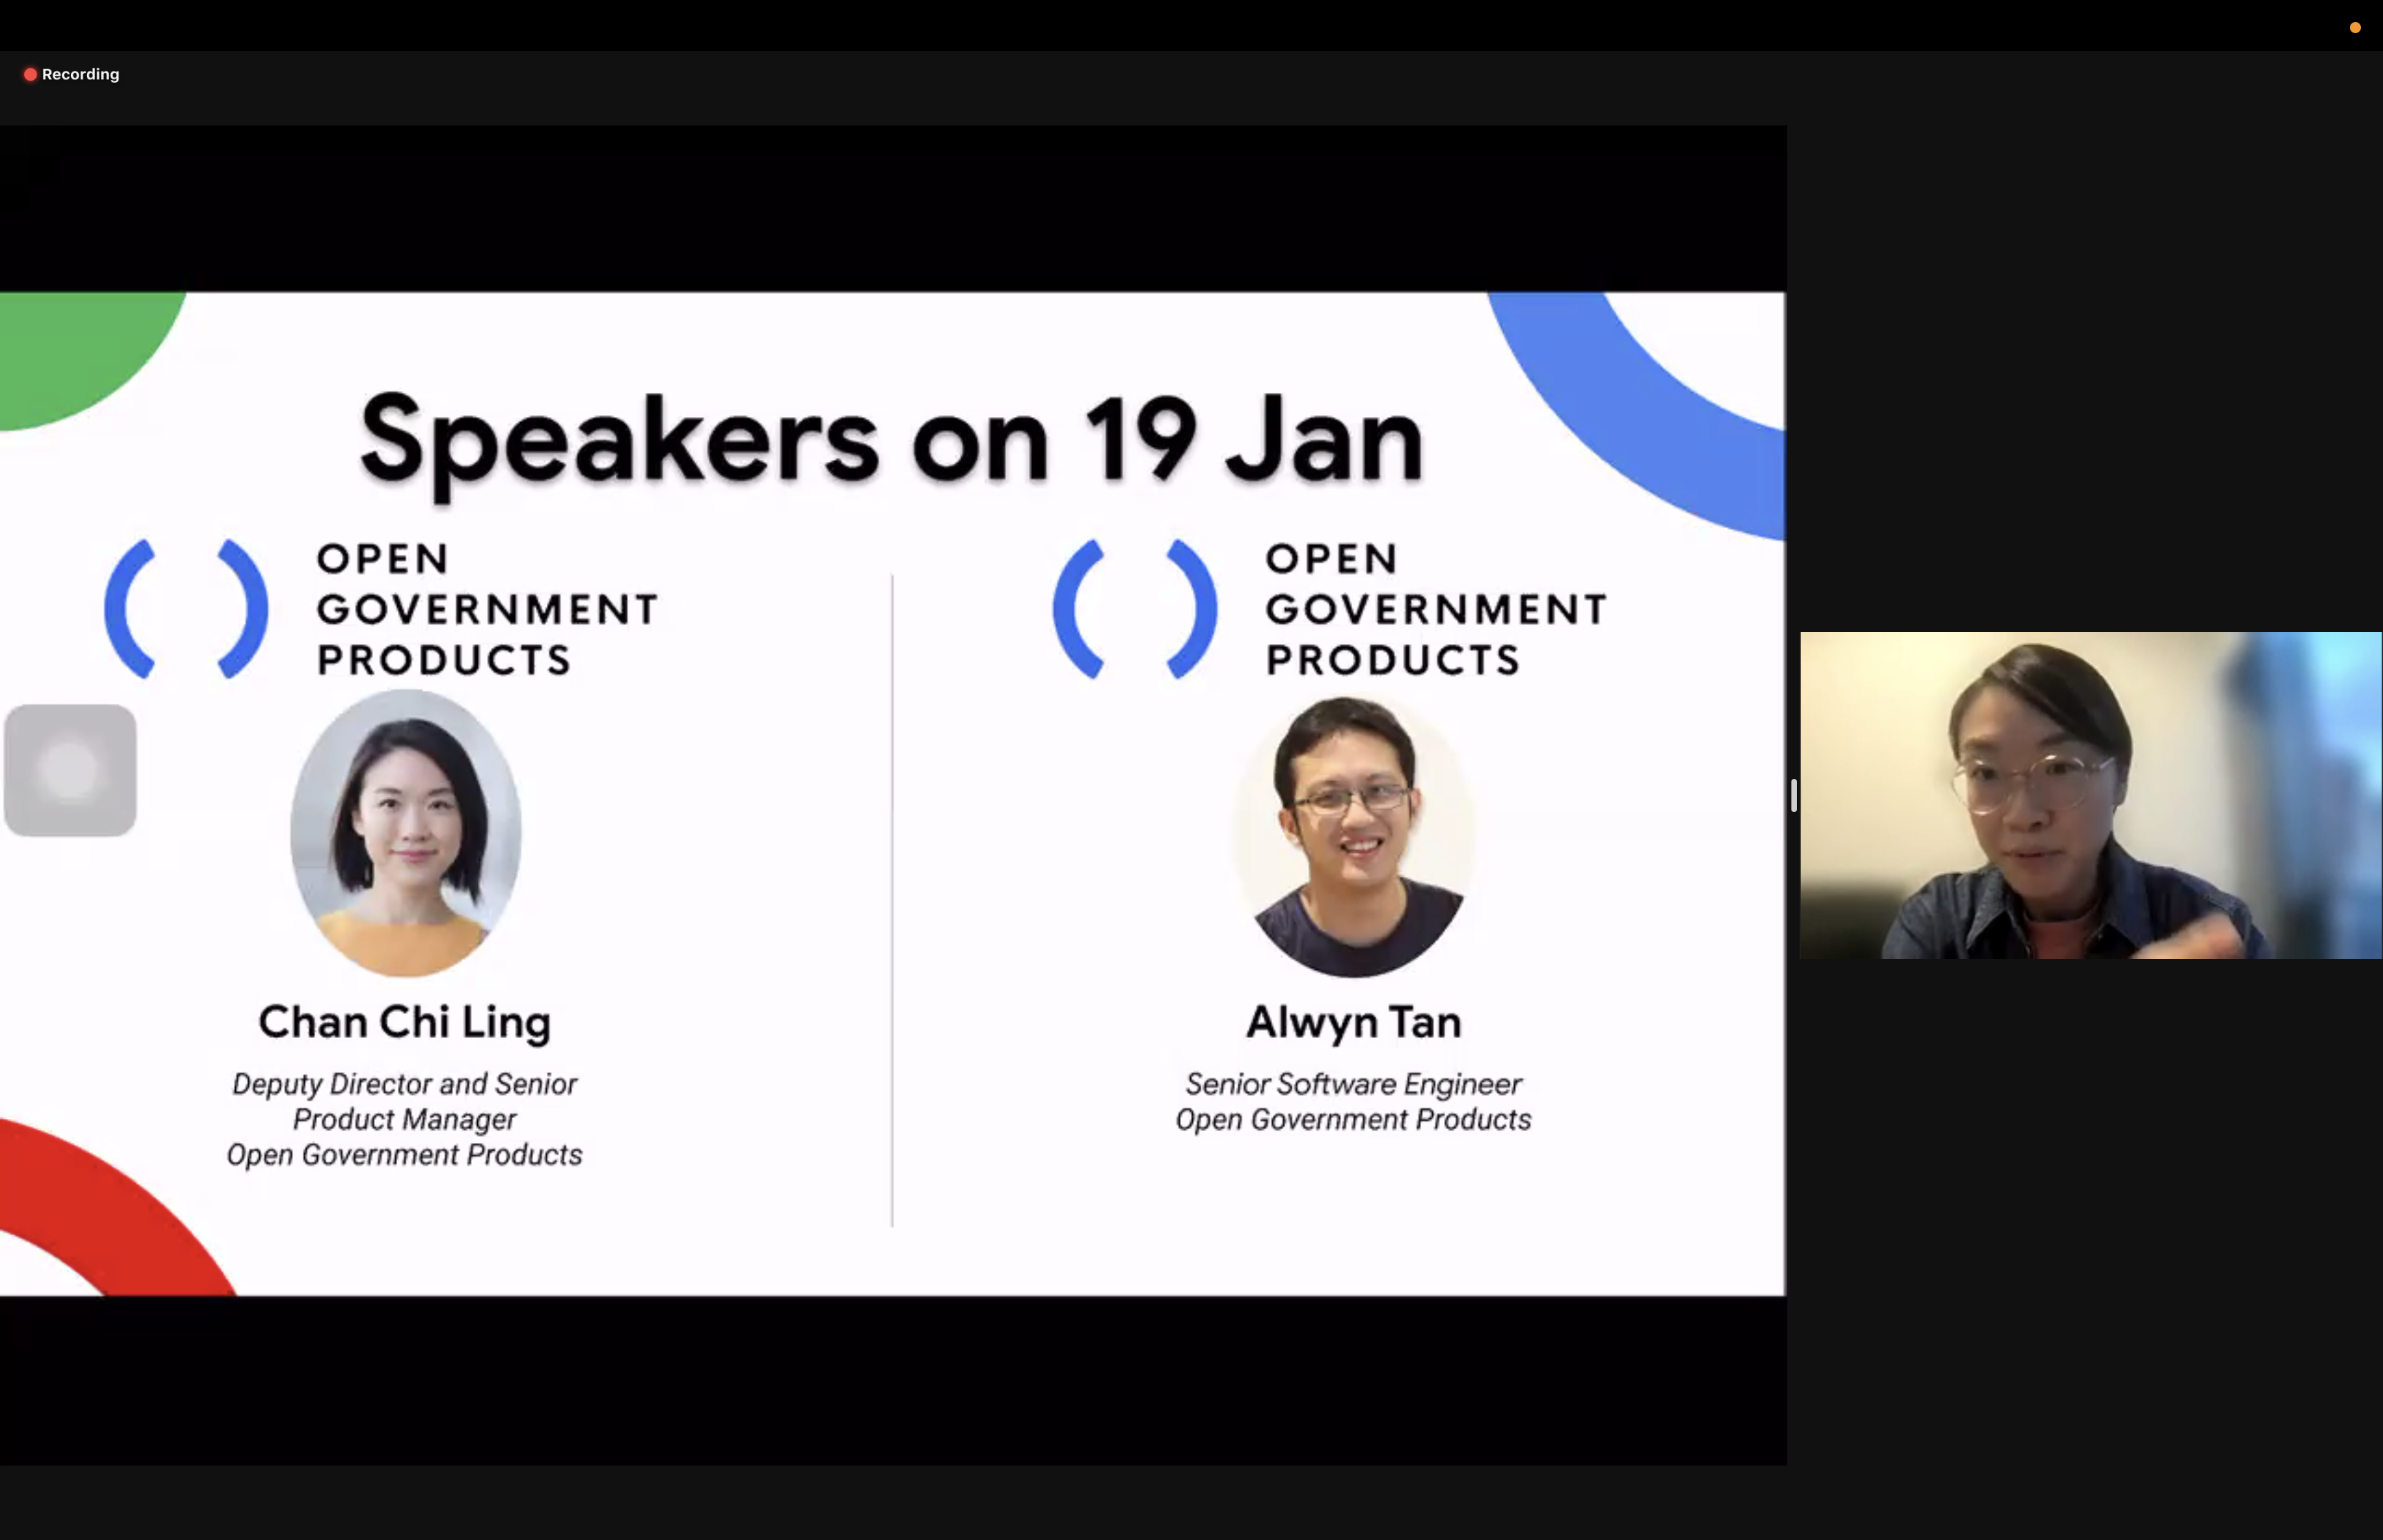 Recording
Speakers on 19 Jan
OPEN
GOVERNMENT
PRODUCTS
Chan Chi Ling
Deputy Director and Senior
Product Manager
Open Government Products
OPEN
GOVERNMENT
PRODUCTS
Alwyn Tan
Senior Software Engineer
Open Government Products